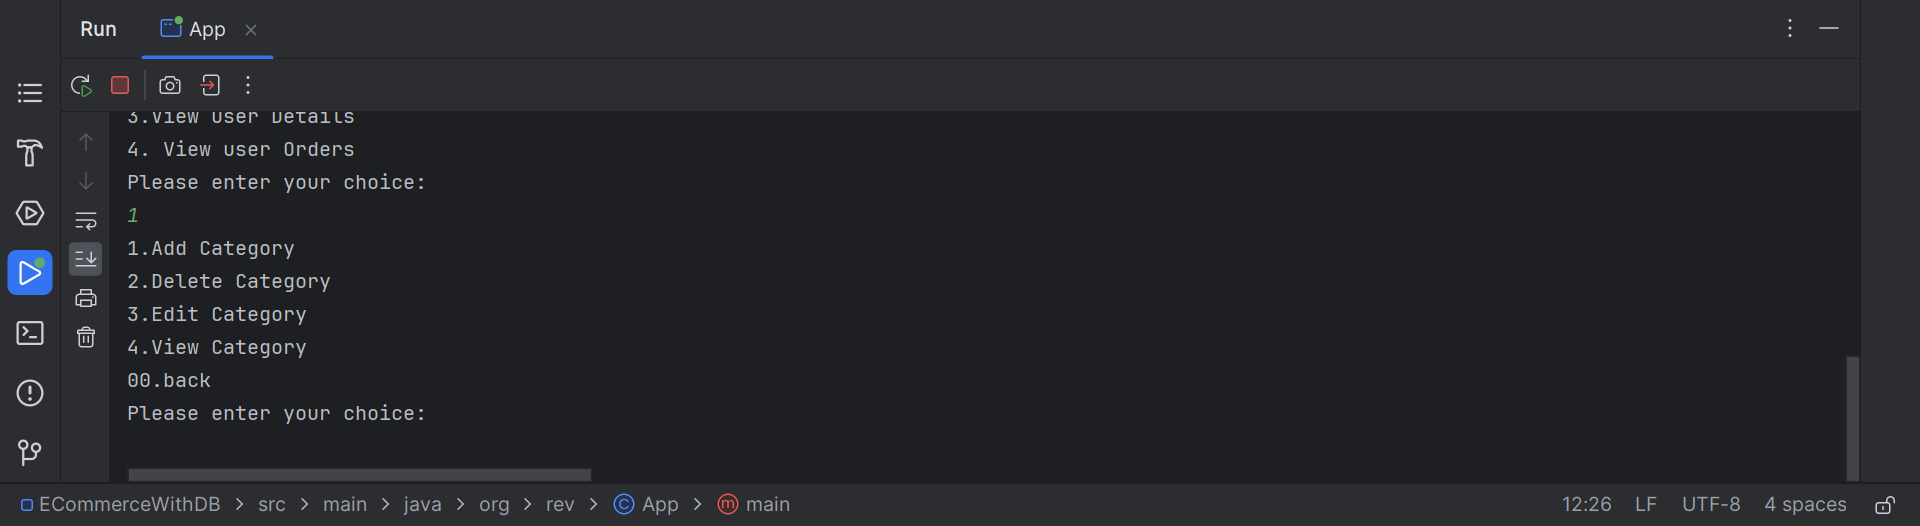 Run App
3.View User Details
4. View user Orders
Please enter your choice:
1
1.Add Category
2.Delete Category
3.Edit Category
4.View Category
00.back
Please enter your choice:
ECommerceWithDB > src > main > java > org > rev > App > main 12:26 LF UTF-8 4 spaces